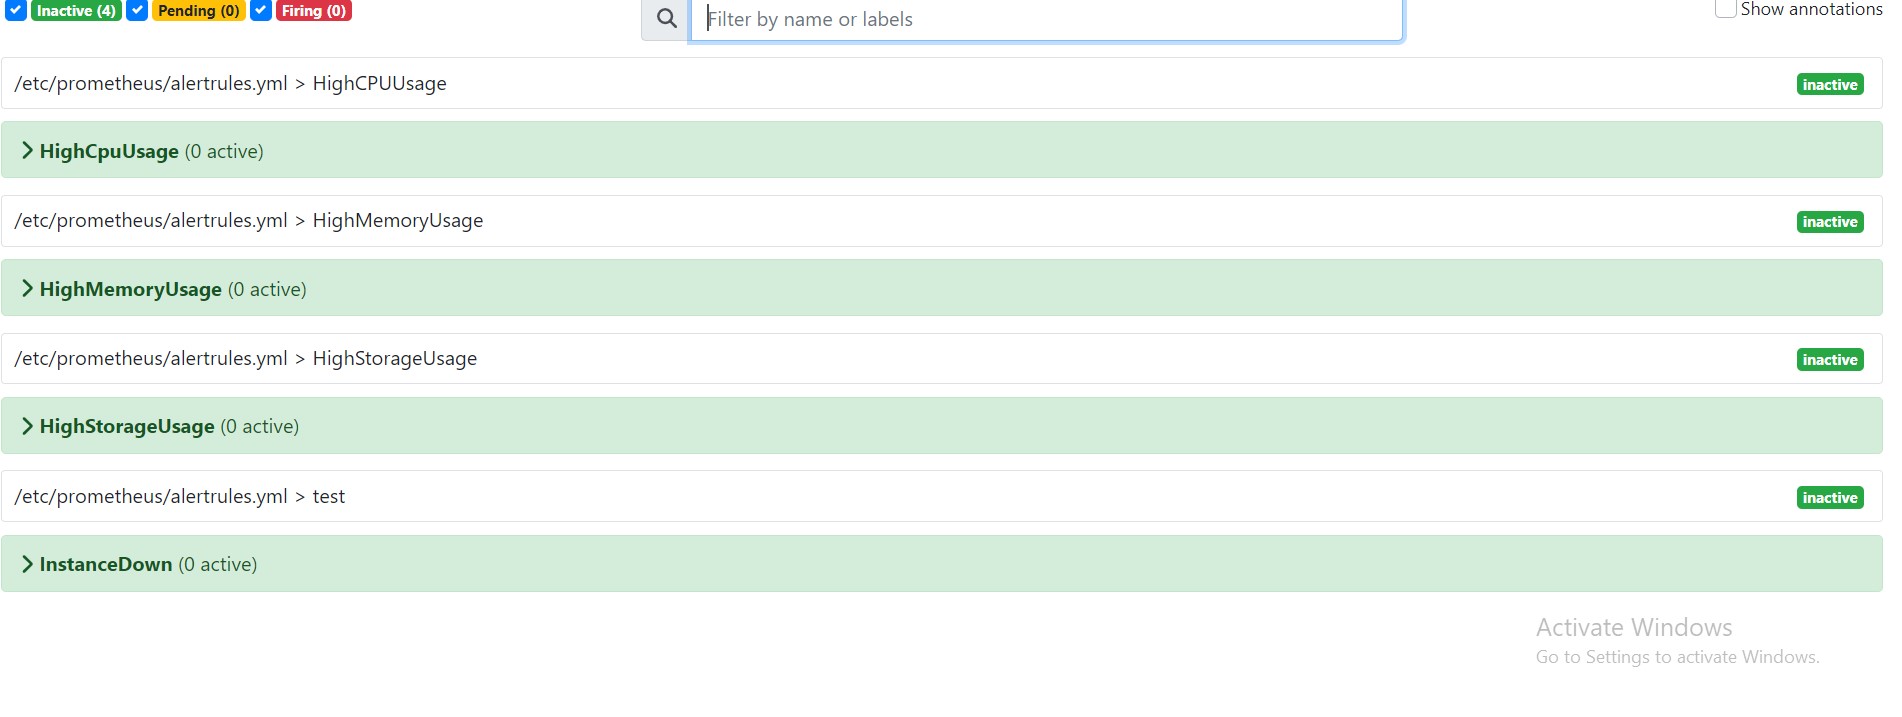 Inactive (4) Pending (0) Firing (0)
Filter by name or labels
Show annotations
/etc/prometheus/alertrules.yml > HighCPUUsage
inactive
HighCpuUsage (0 active)
/etc/prometheus/alertrules.yml > HighMemoryUsage
inactive
HighMemoryUsage (0 active)
/etc/prometheus/alertrules.yml > HighStorageUsage
inactive
HighStorageUsage (0 active)
/etc/prometheus/alertrules.yml > test
inactive
InstanceDown (0 active)
Activate Windows
Go to Settings to activate Windows.